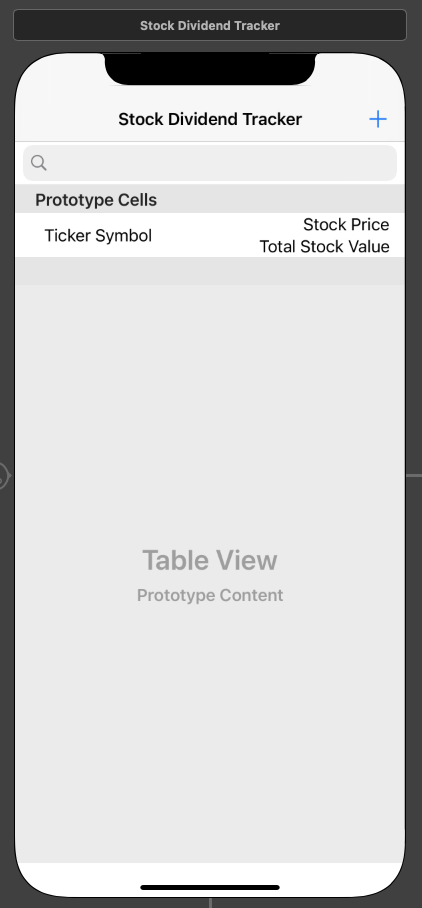 Stock Dividend Tracker
Stock Dividend Tracker
Prototype Cells
Ticker Symbol
Stock Price
Total Stock Value
Table View
Prototype Content